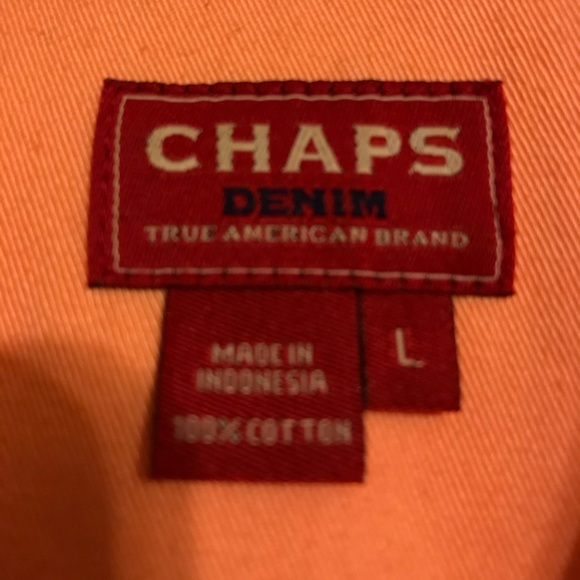 CHAPS
DENIM
TRUE AMERICAN BRAND
L
MADE IN
INDONESIA
100% COTTON